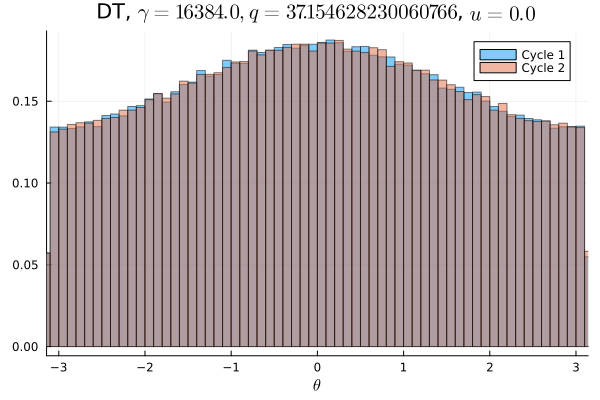 DT, γ = 16384.0, q = 37.154628230060766, u = 0.0
Cycle 1
Cycle 2
0.15
0.10
0.05
0.00
−3 −2 −1 0 1 2 3
θ